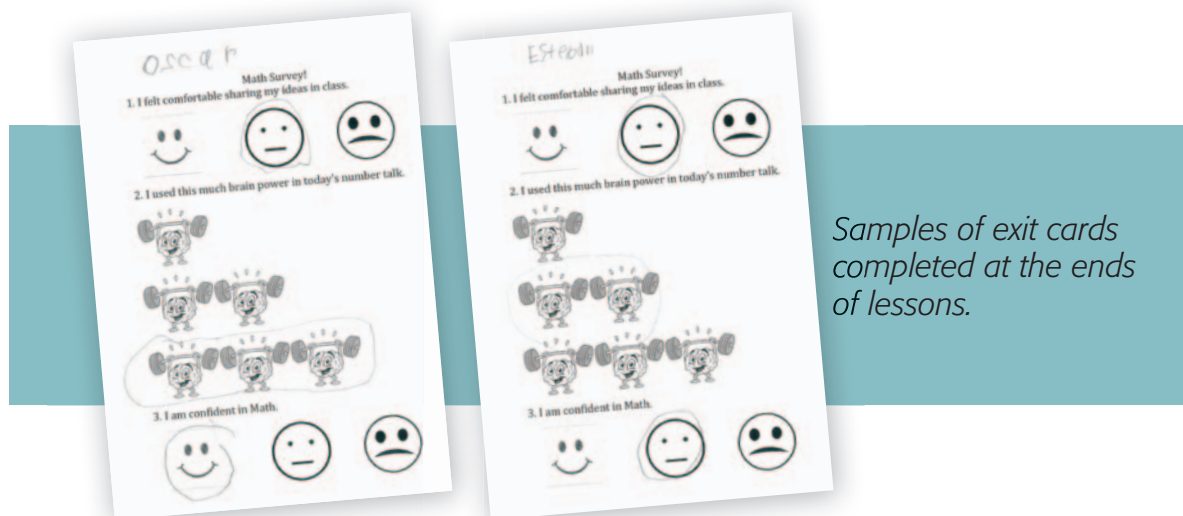 Oscar
Math Survey!
1. I felt comfortable sharing my ideas in class.
2. I used this much brain power in today's number talk.
3. I am confident in Math.
Math Survey!
1. I felt comfortable sharing my ideas in class.
2. I used this much brain power in today's number talk.
3. I am confident in Math.
Samples of exit cards
completed at the ends
of lessons.